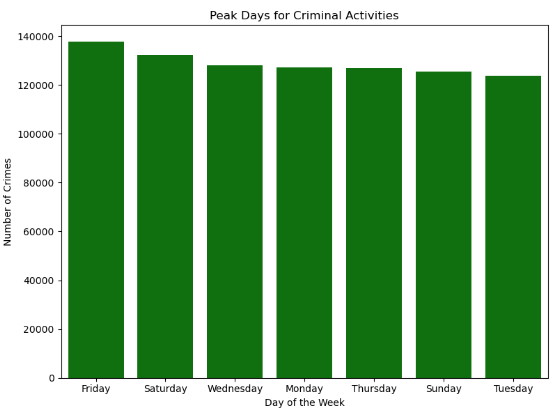 Peak Days for Criminal Activities
Number of Crimes
140000
120000
100000
80000
60000
40000
20000
0
Friday Saturday Wednesday Monday Thursday Sunday Tuesday
Day of the Week